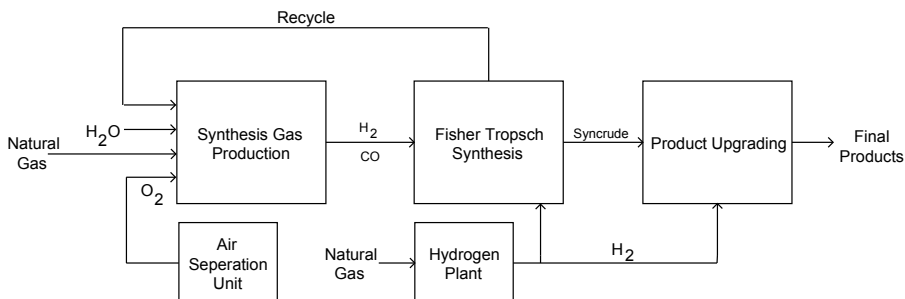 Recycle
H2O
Natural
Gas
O2
Synthesis Gas
Production
H2
CO
Fisher Tropsch
Synthesis
Syncrude
Product Upgrading
Final
Products
Air
Seperation
Unit
Natural
Gas
Hydrogen
Plant
H2